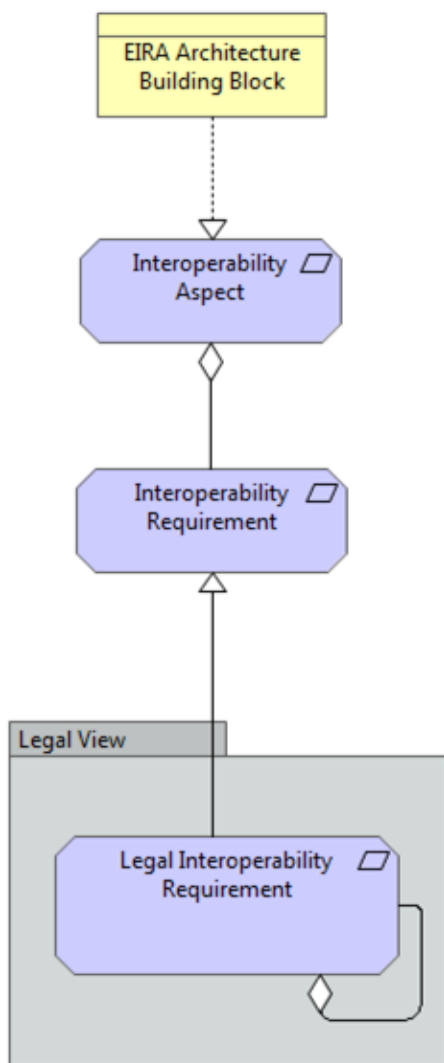 EIRA Architecture
Building Block
Interoperability
Aspect
Interoperability
Requirement
Legal View
Legal Interoperability
Requirement